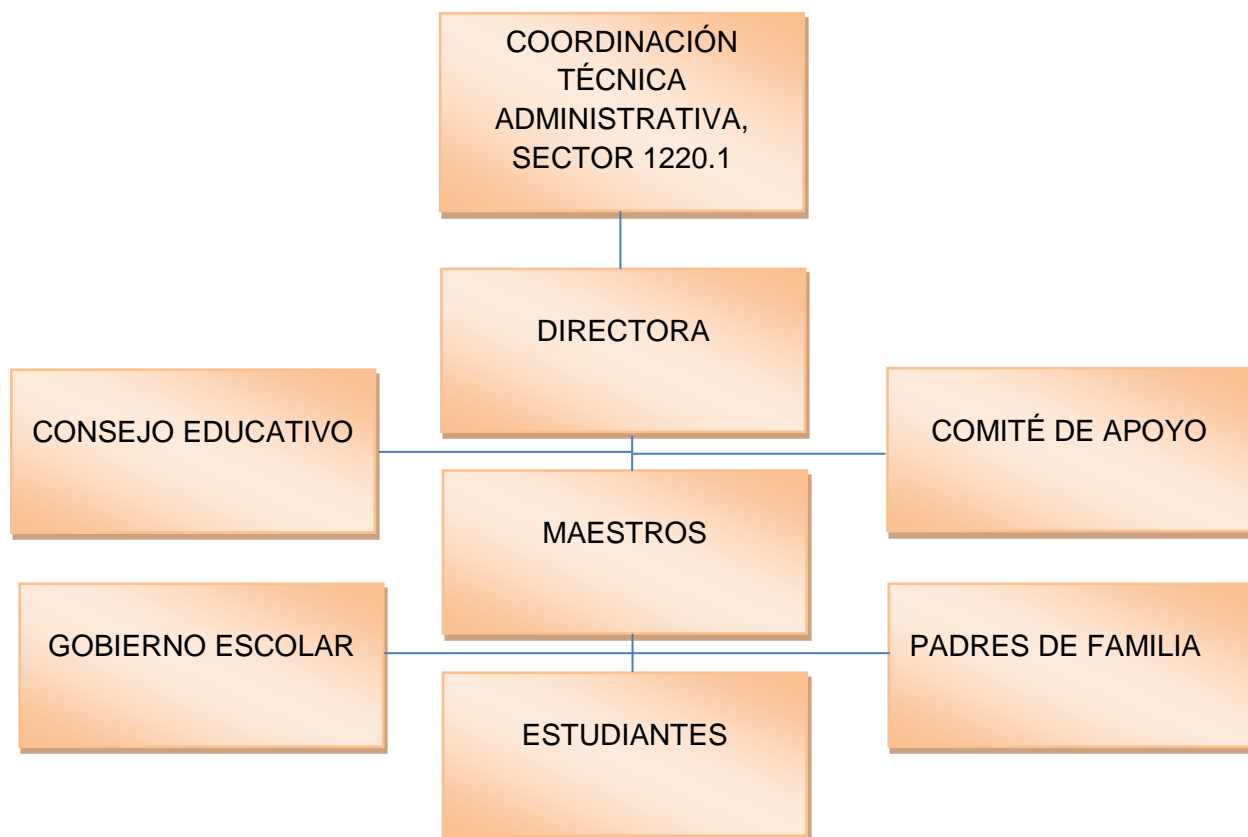 COORDINACIÓN
TÉCNICA
ADMINISTRATIVA,
SECTOR 1220.1
DIRECTORA
CONSEJO EDUCATIVO
COMITÉ DE APOYO
MAESTROS
GOBIERNO ESCOLAR
PADRES DE FAMILIA
ESTUDIANTES